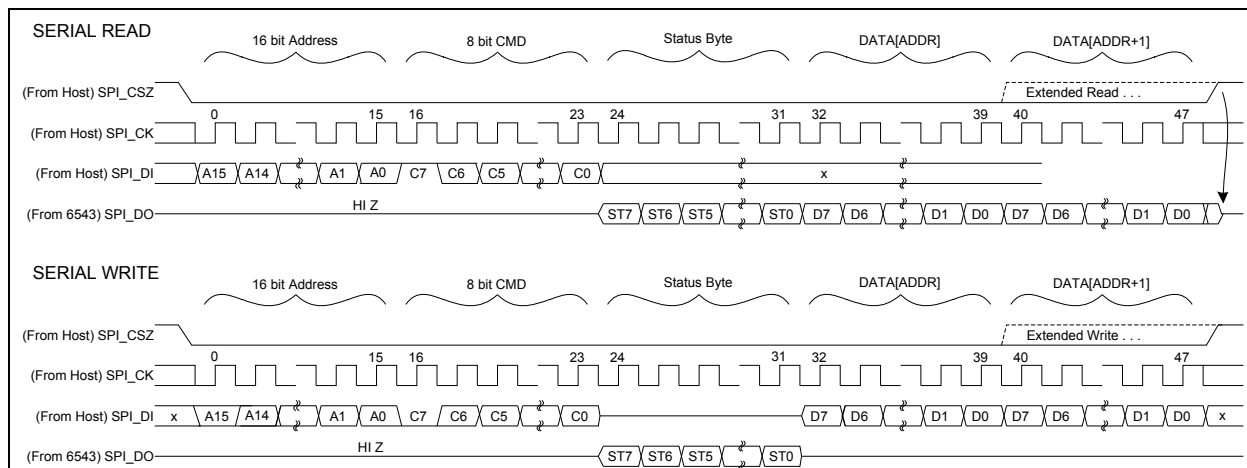 SERIAL READ
16 bit Address 8 bit CMD Status Byte DATA[ADDR] DATA[ADDR+1]
(From Host) SPI_CSZ Extended Read . . .
0 15 16 23 24 31 32 39 40 47
(From Host) SPI_CK
(From Host) SPI_DI A15 A14 A1 A0 C7 C6 C5 C0 x
HI Z
(From 6543) SPI_DO ST7 ST6 ST5 ST0 D7 D6 D1 D0 D7 D6 D1 D0
SERIAL WRITE
16 bit Address 8 bit CMD Status Byte DATA[ADDR] DATA[ADDR+1]
(From Host) SPI_CSZ Extended Write . . .
0 15 16 23 24 31 32 39 40 47
(From Host) SPI_CK
(From Host) SPI_DI x A15 A14 A1 A0 C7 C6 C5 C0 D7 D6 D1 D0 D7 D6 D1 D0 x
HI Z
(From 6543) SPI_DO ST7 ST6 ST5 ST0